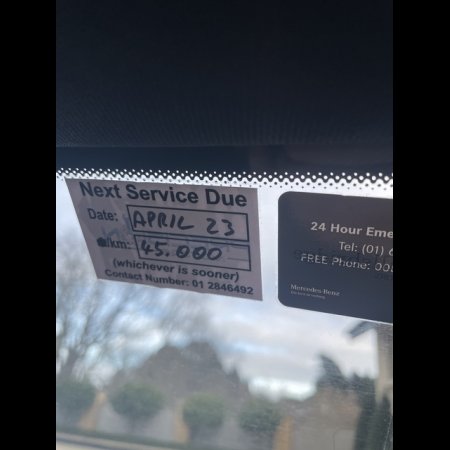 Next Service Due
Date: APRIL 23
/km: 45.000
(whichever is sooner)
Contact Number: 01 2846492
24 Hour Eme
Tel: (01) 6
FREE Phone: 00
Mercedes-Benz